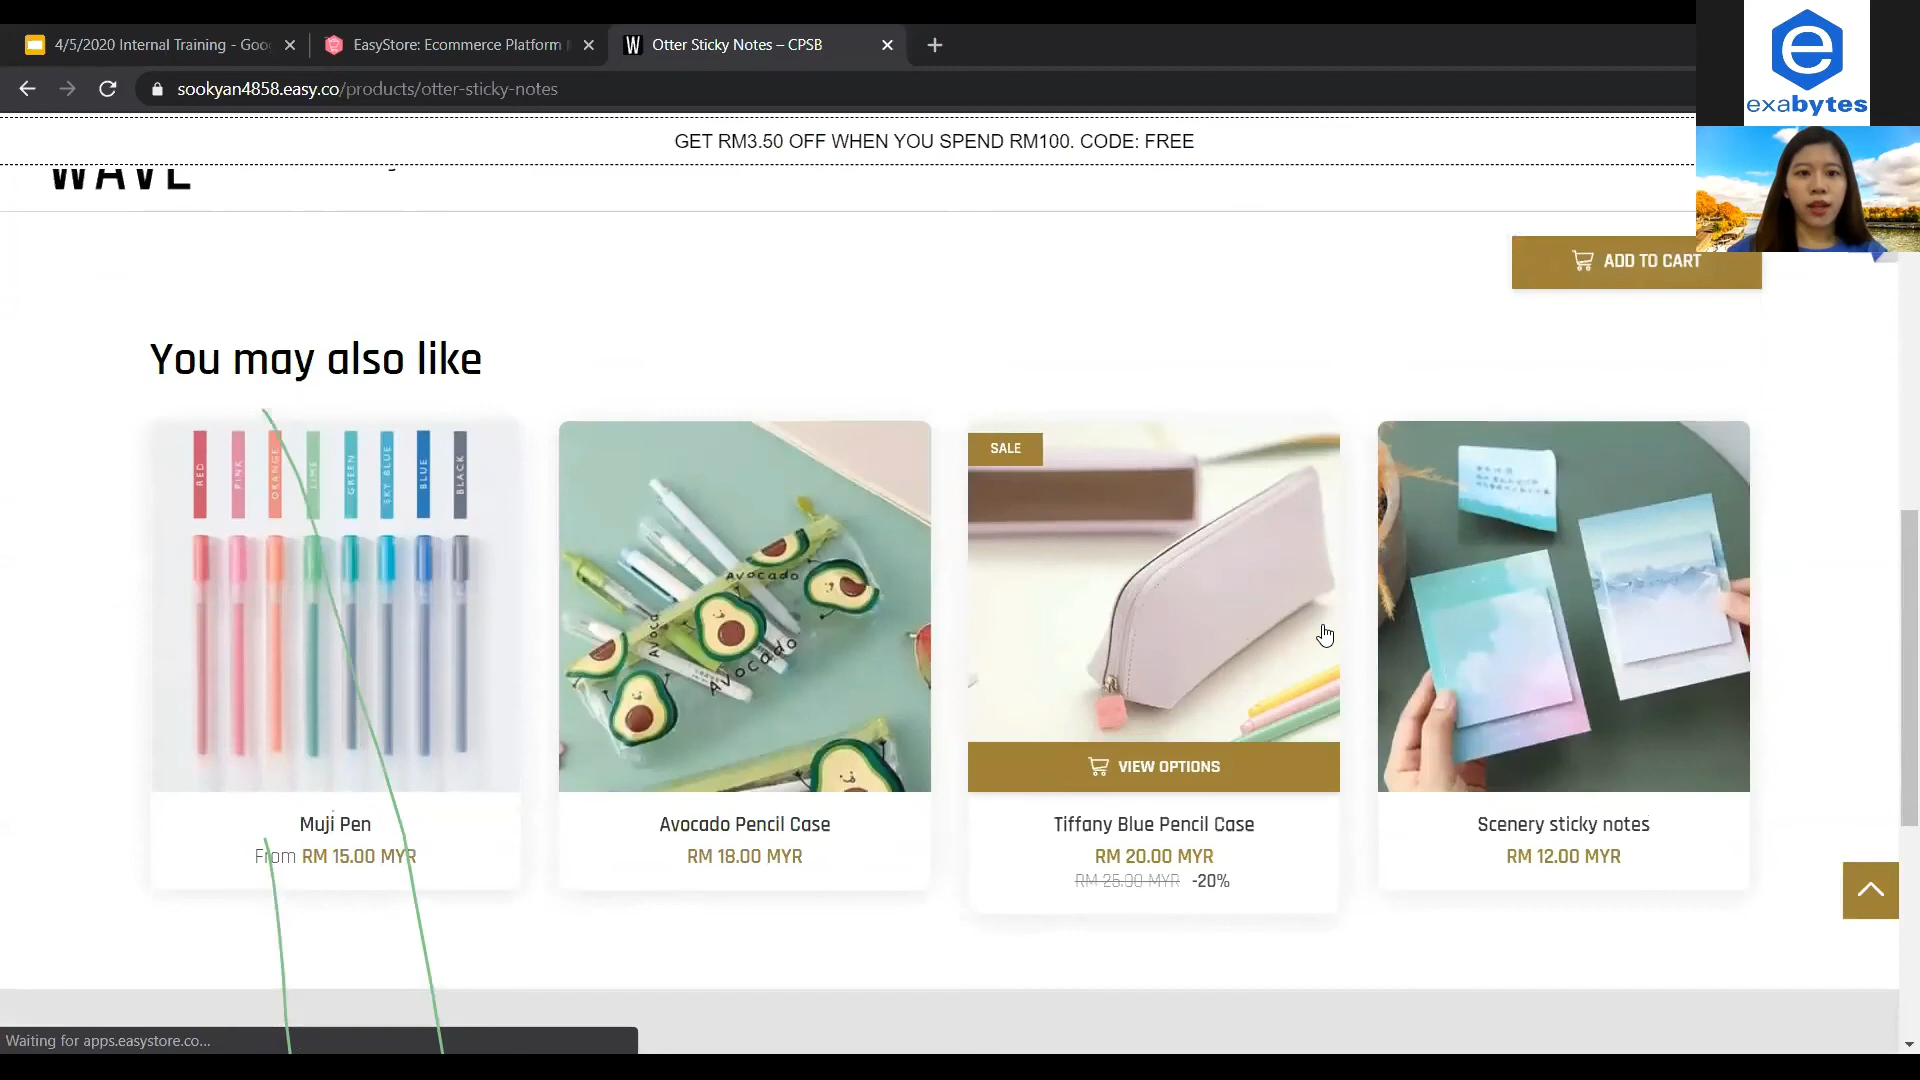 4/5/2020 Internal Training - Goo
EasyStore: Ecommerce Platform
W Otter Sticky Notes – CPSB
sookyan4858.easy.co/products/otter-sticky-notes
e
exabytes
GET RM3.50 OFF WHEN YOU SPEND RM100. CODE: FREE
WAVE
ADD TO CART
You may also like
RED
PINK
ORANGE
LIME
GREEN
SKY BLUE
BLUE
BLACK
Avocado
Avoca
Avocado
SALE
VIEW OPTIONS
Muji Pen
From RM 15.00 MYR
Avocado Pencil Case
RM 18.00 MYR
Tiffany Blue Pencil Case
RM 20.00 MYR
RM 25.00 MYR -20%
Scenery sticky notes
RM 12.00 MYR
Waiting for apps.easystore.co...